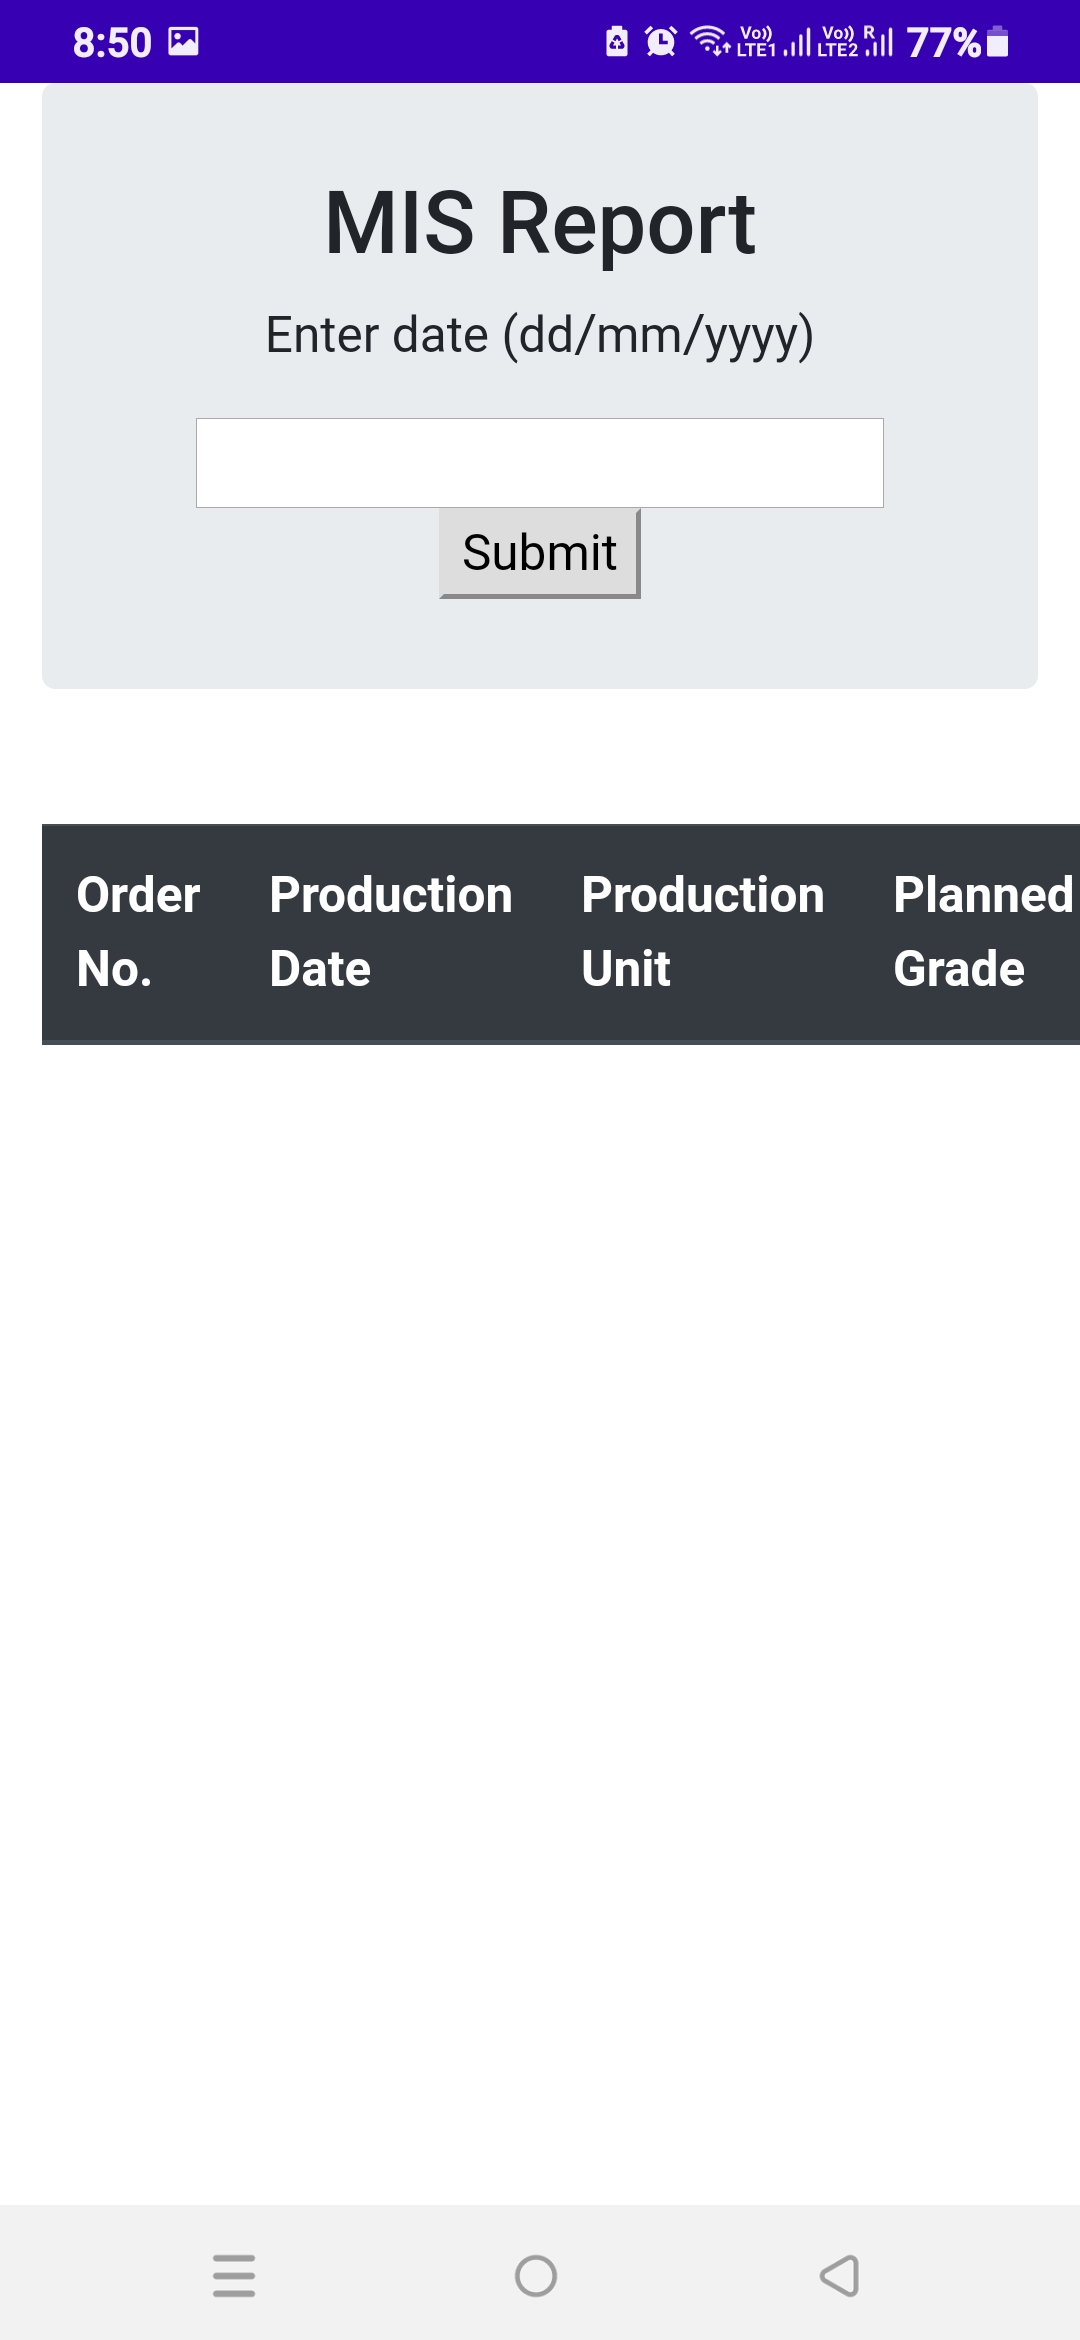 8:50 Vo)) LTE1 Vo)) LTE2 R 77%
MIS Report
Enter date (dd/mm/yyyy)
Submit
Order No.
Production Date
Production Unit
Planned Grade